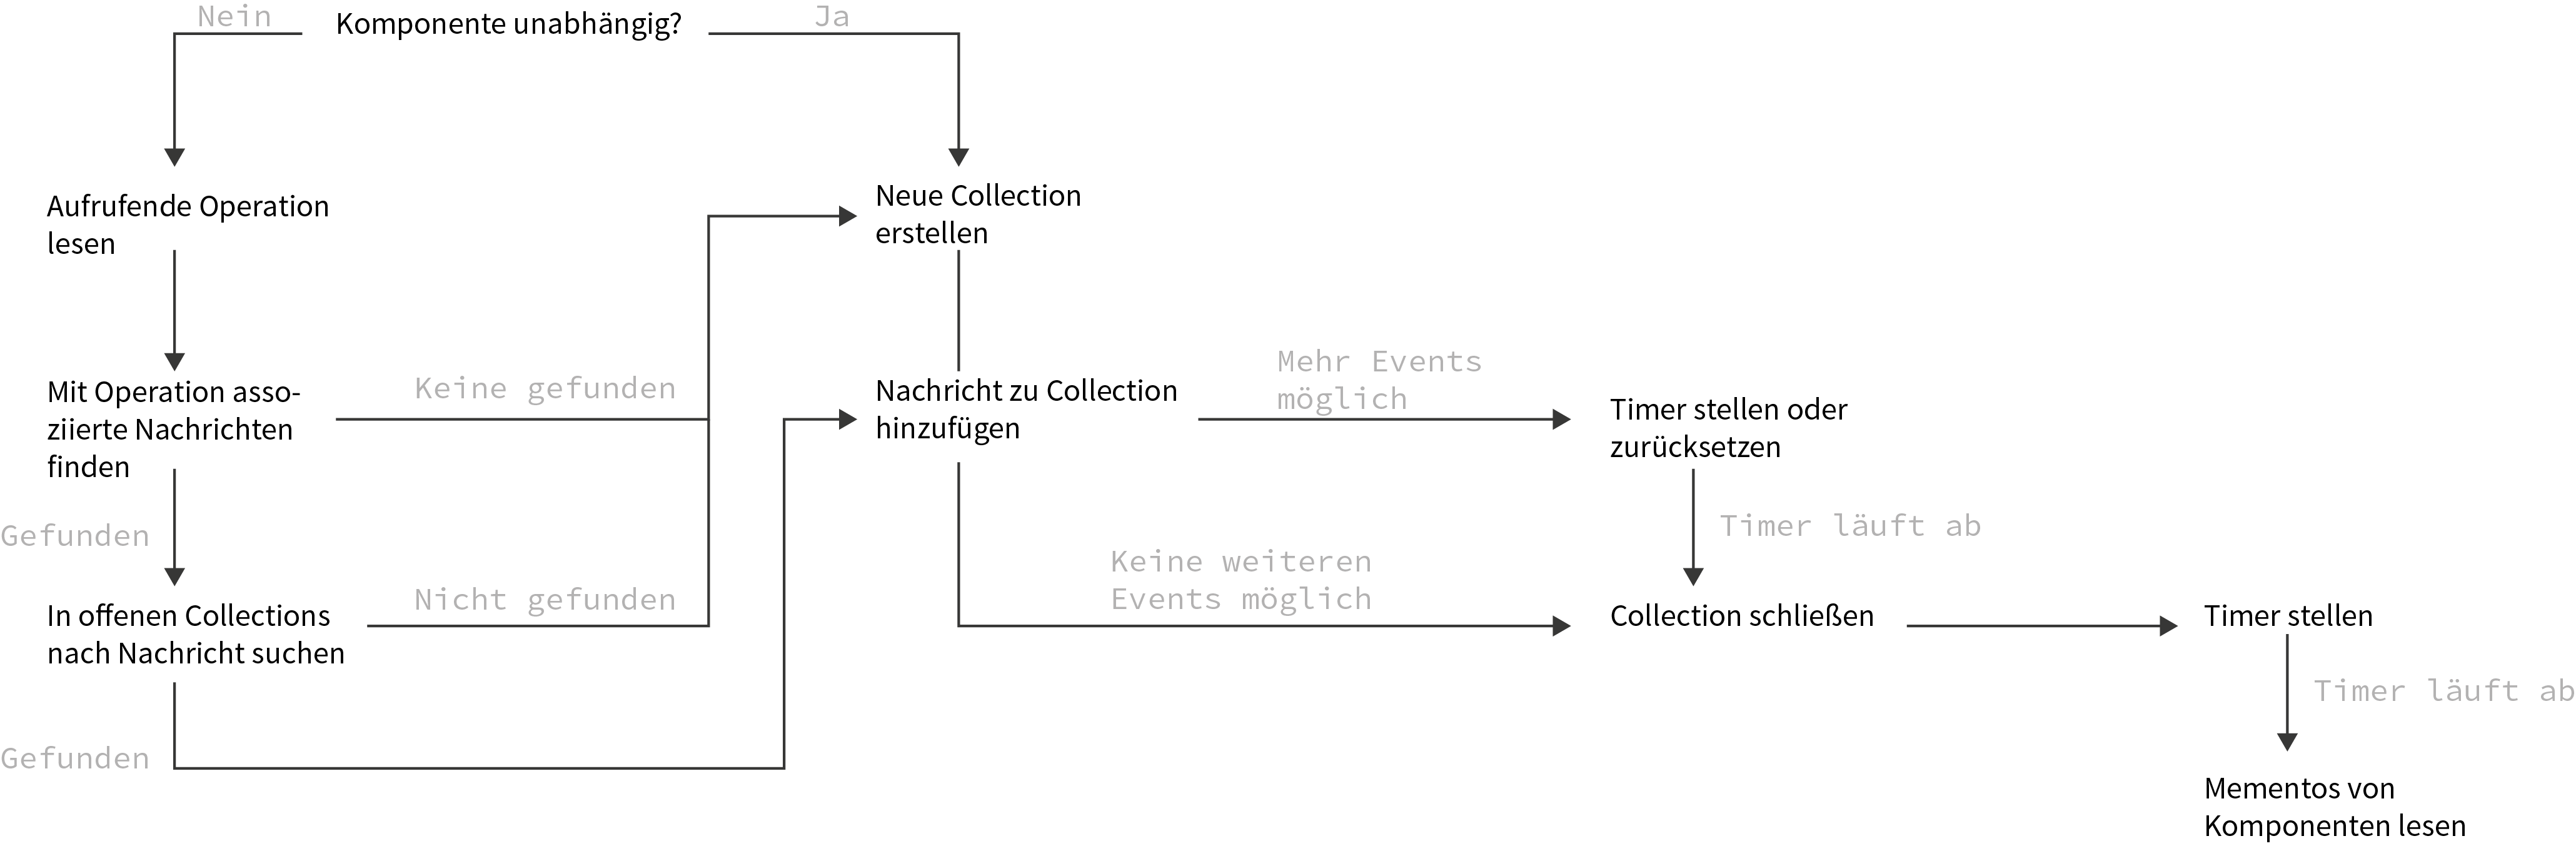 Nein
Komponente unabhängig?
Ja
Aufrufende Operation
lesen
Neue Collection
erstellen
Mit Operation asso-
ziierte Nachrichten
finden
Keine gefunden
Nachricht zu Collection
hinzufügen
Mehr Events
möglich
Timer stellen oder
zurücksetzen
Gefunden
Timer läuft ab
In offenen Collections
nach Nachricht suchen
Nicht gefunden
Keine weiteren
Events möglich
Collection schließen
Timer stellen
Gefunden
Timer läuft ab
Mementos von
Komponenten lesen